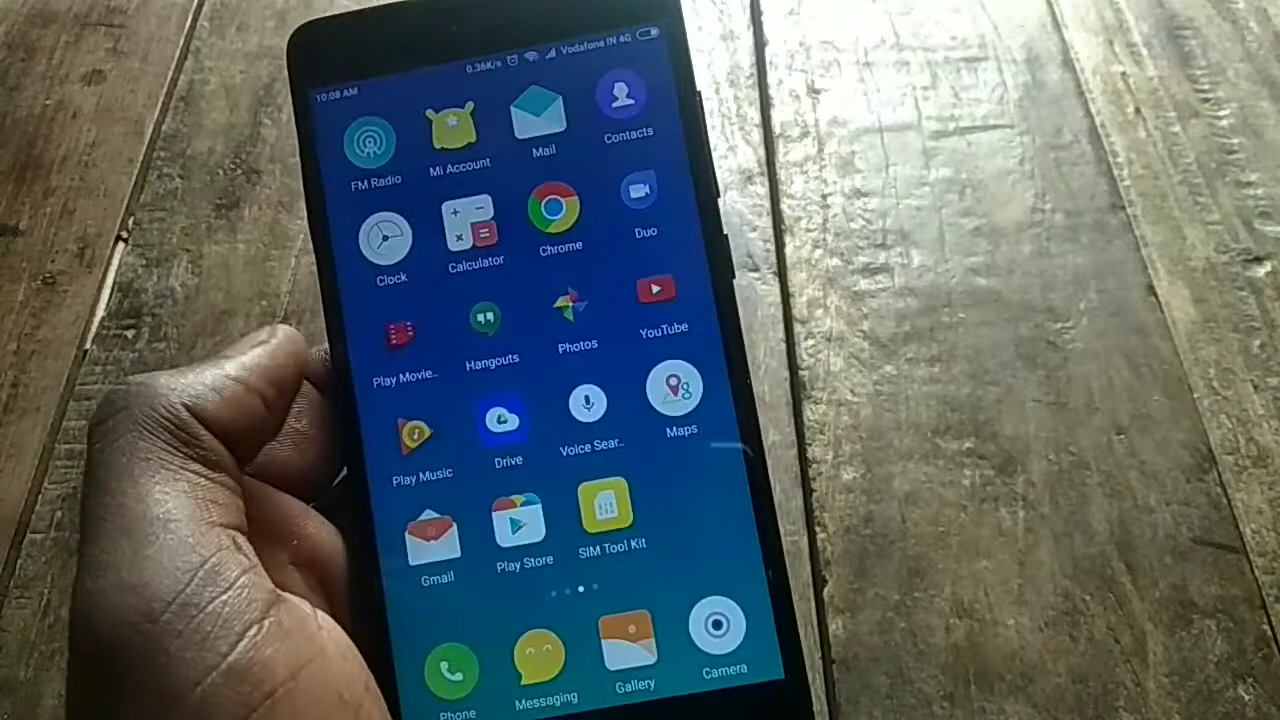 10:08 AM 0.36K/s Vodafone IN 4G
FM Radio Mi Account Mail Contacts
Clock Calculator Chrome Duo
Play Movie.. Hangouts Photos YouTube
Play Music Drive Voice Sear.. Maps
Gmail Play Store SIM Tool Kit
Phone Messaging Gallery Camera